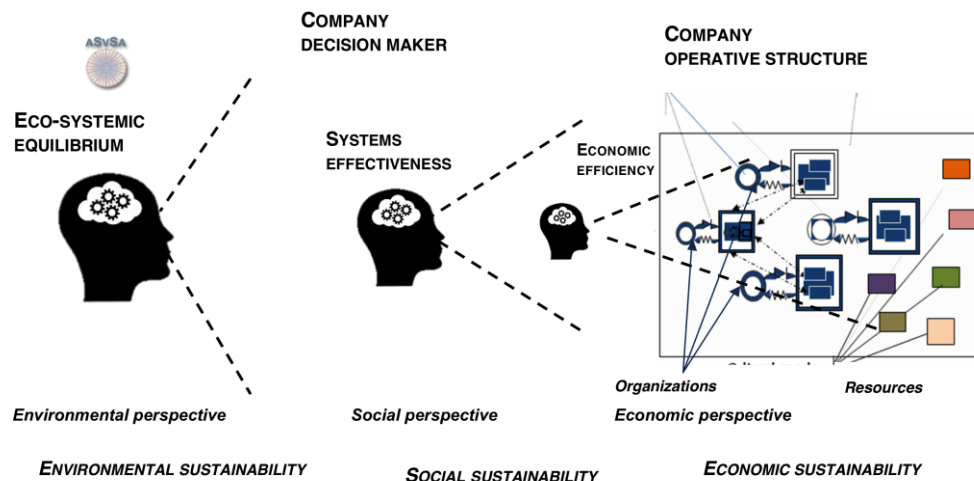 ASVSA
COMPANY
DECISION MAKER
COMPANY
OPERATIVE STRUCTURE
ECO-SYSTEMIC
EQUILIBRIUM
SYSTEMS
EFFECTIVENESS
ECONOMIC
EFFICIENCY
Organizations
Resources
Environmental perspective
Social perspective
Economic perspective
ENVIRONMENTAL SUSTAINABILITY
SOCIAL SUSTAINABILITY
ECONOMIC SUSTAINABILITY